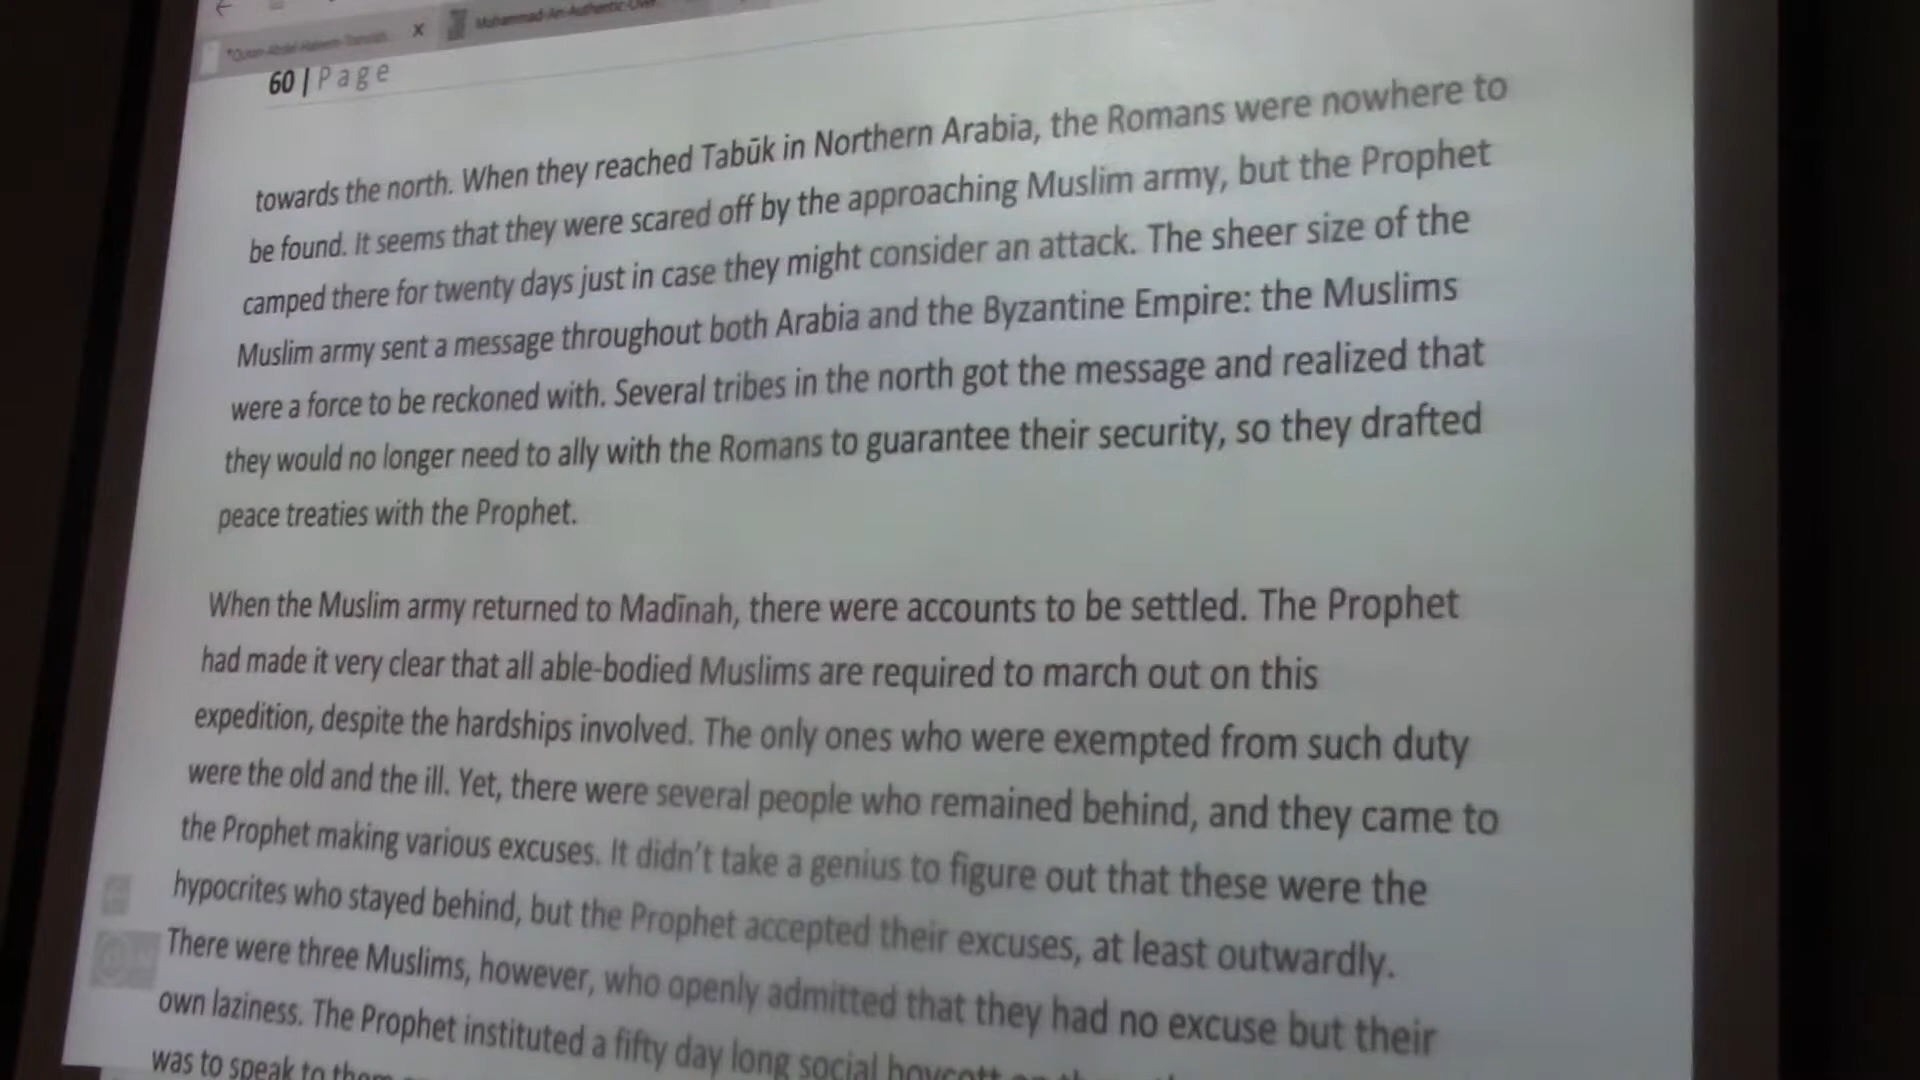 60 | Page
towards the north. When they reached Tabūk in Northern Arabia, the Romans were nowhere to
be found. It seems that they were scared off by the approaching Muslim army, but the Prophet
camped there for twenty days just in case they might consider an attack. The sheer size of the
Muslim army sent a message throughout both Arabia and the Byzantine Empire: the Muslims
were a force to be reckoned with. Several tribes in the north got the message and realized that
they would no longer need to ally with the Romans to guarantee their security, so they drafted
peace treaties with the Prophet.
When the Muslim army returned to Madīnah, there were accounts to be settled. The Prophet
had made it very clear that all able-bodied Muslims are required to march out on this
expedition, despite the hardships involved. The only ones who were exempted from such duty
were the old and the ill. Yet, there were several people who remained behind, and they came to
the Prophet making various excuses. It didn't take a genius to figure out that these were the
hypocrites who stayed behind, but the Prophet accepted their excuses, at least outwardly.
There were three Muslims, however, who openly admitted that they had no excuse but their
own laziness. The Prophet instituted a fifty day long social boycott
was to speak to